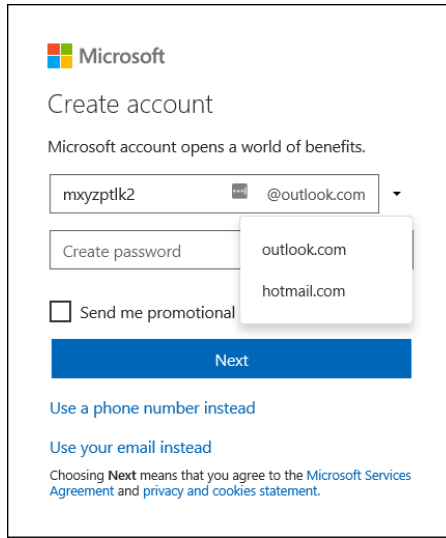 Microsoft
Create account
Microsoft account opens a world of benefits.
mxyzptlk2 @outlook.com
Create password
outlook.com
hotmail.com
Send me promotional
Next
Use a phone number instead
Use your email instead
Choosing Next means that you agree to the Microsoft Services
Agreement and privacy and cookies statement.